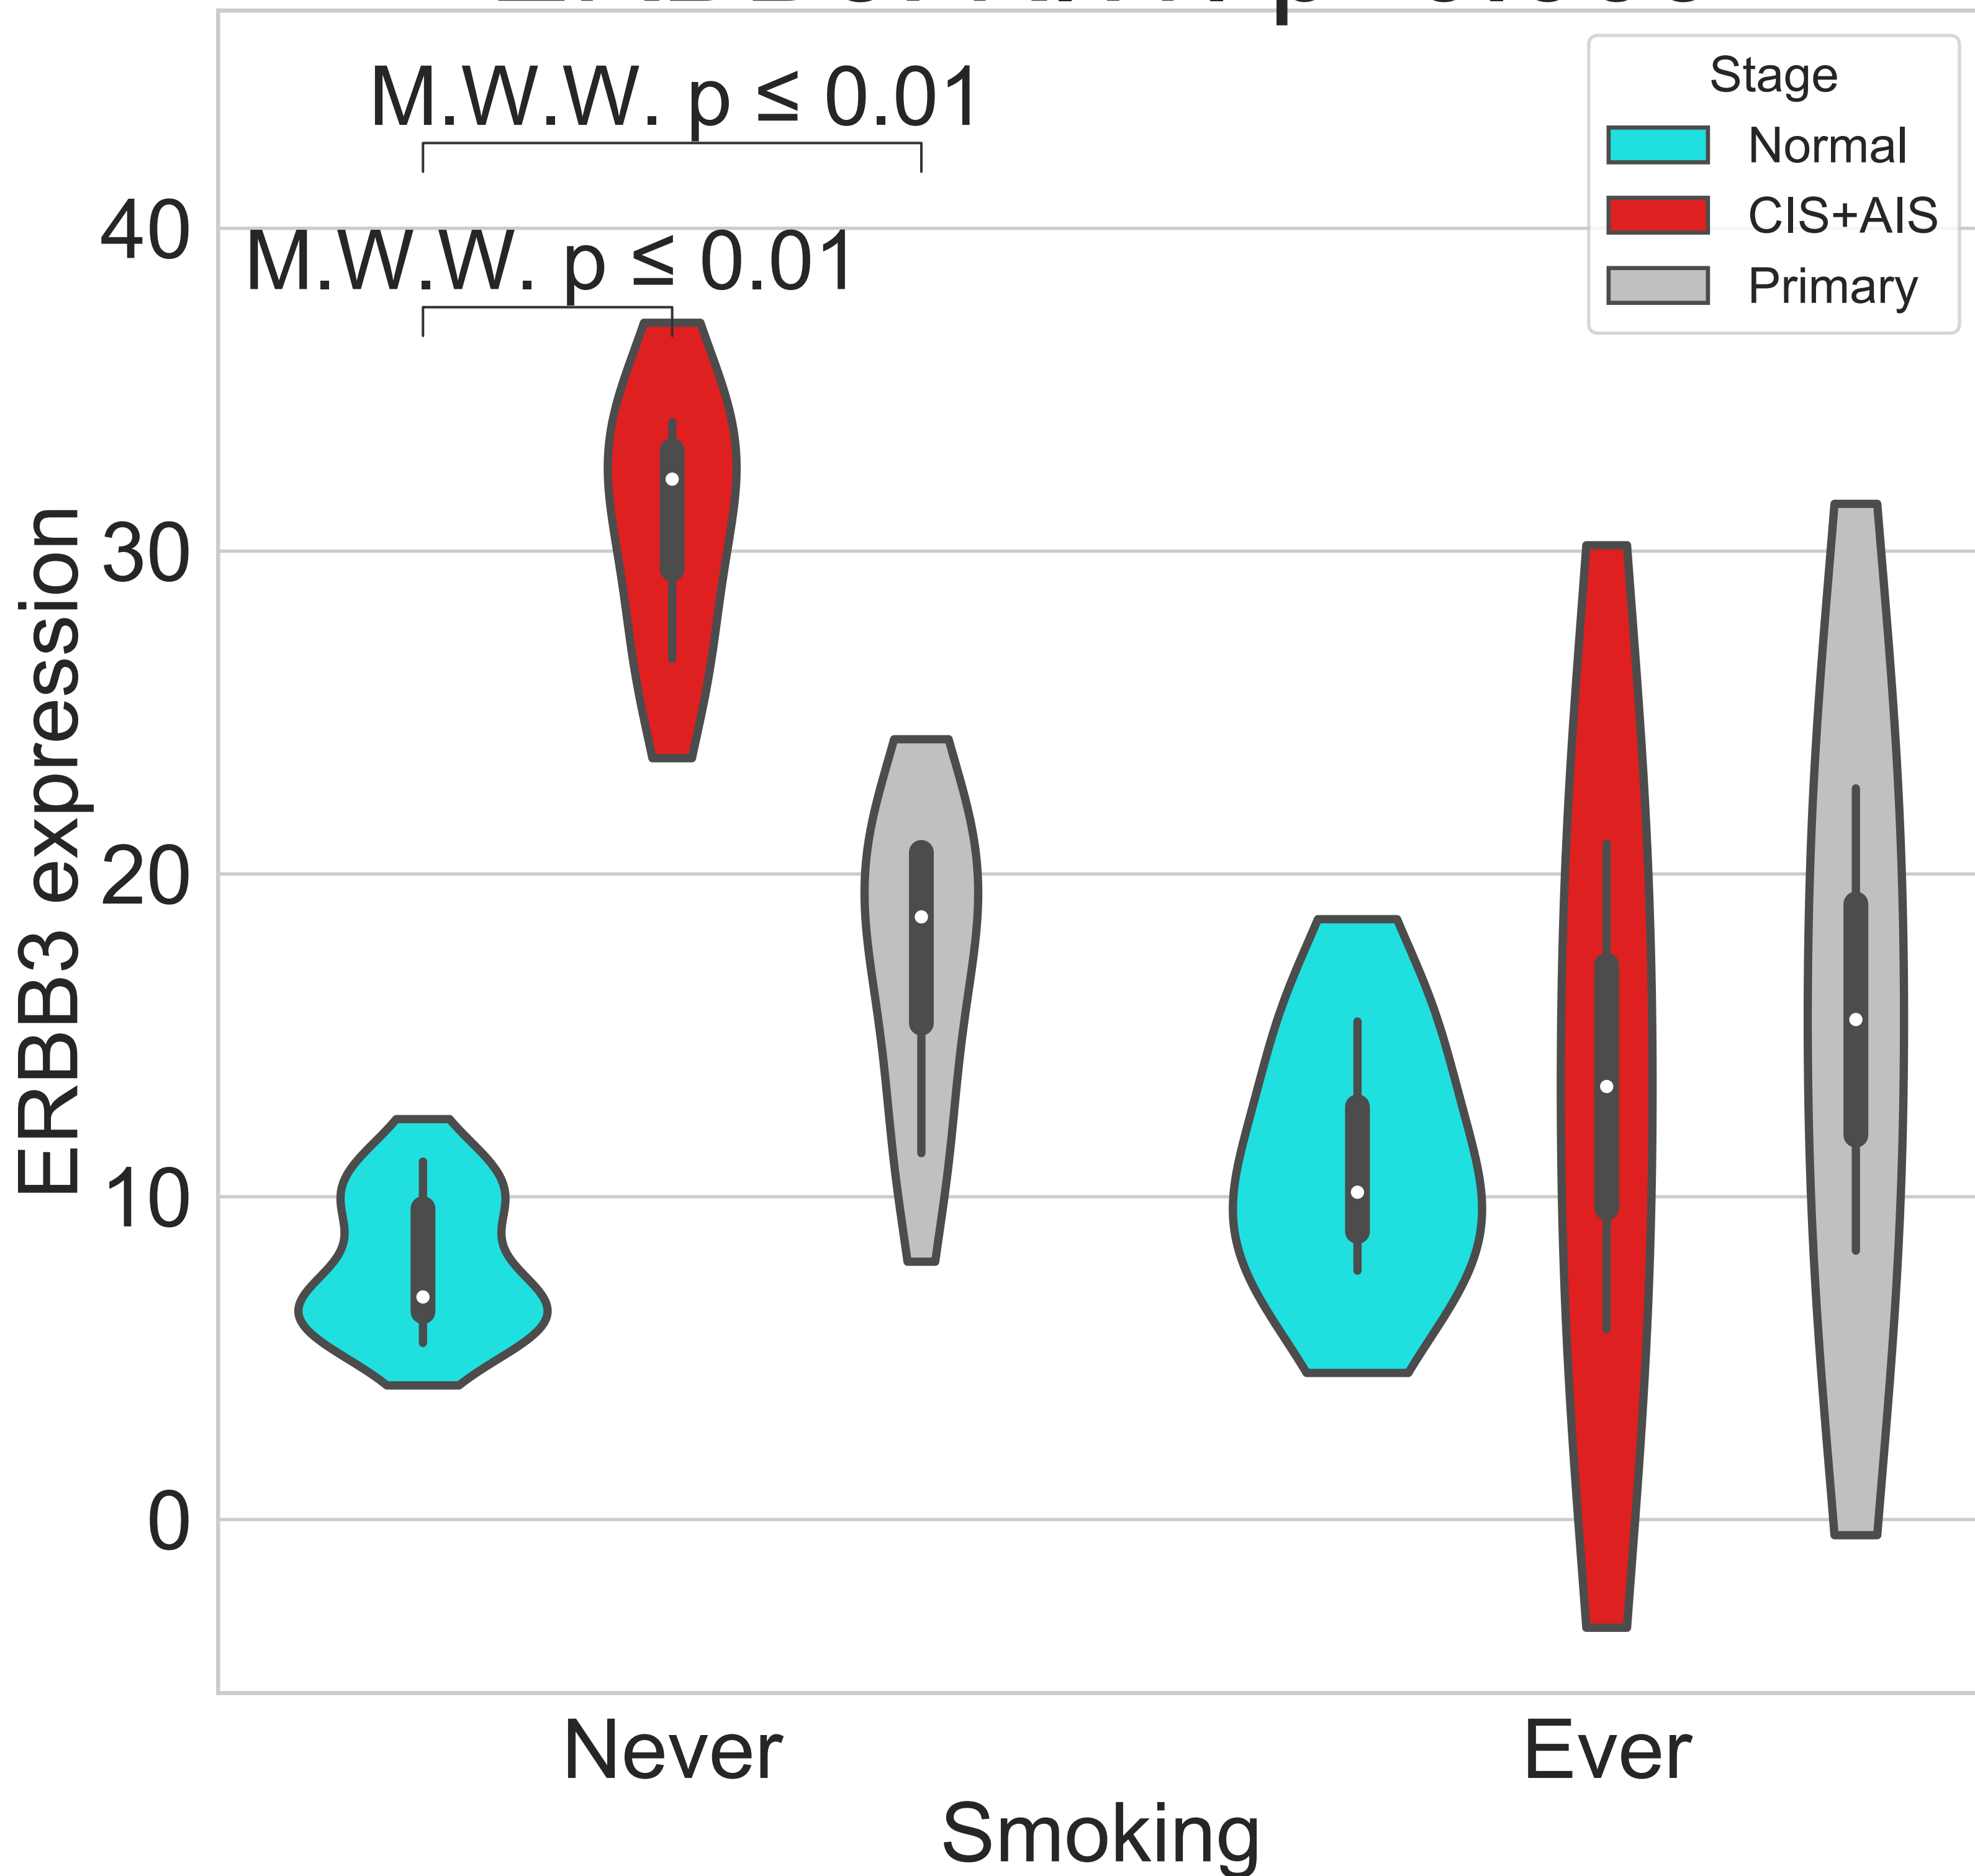 M.W.W. p ≤ 0.01
M.W.W. p ≤ 0.01
Stage
Normal
CIS+AIS
Primary
40
30
20
10
0
ERBB3 expression
Never
Ever
Smoking